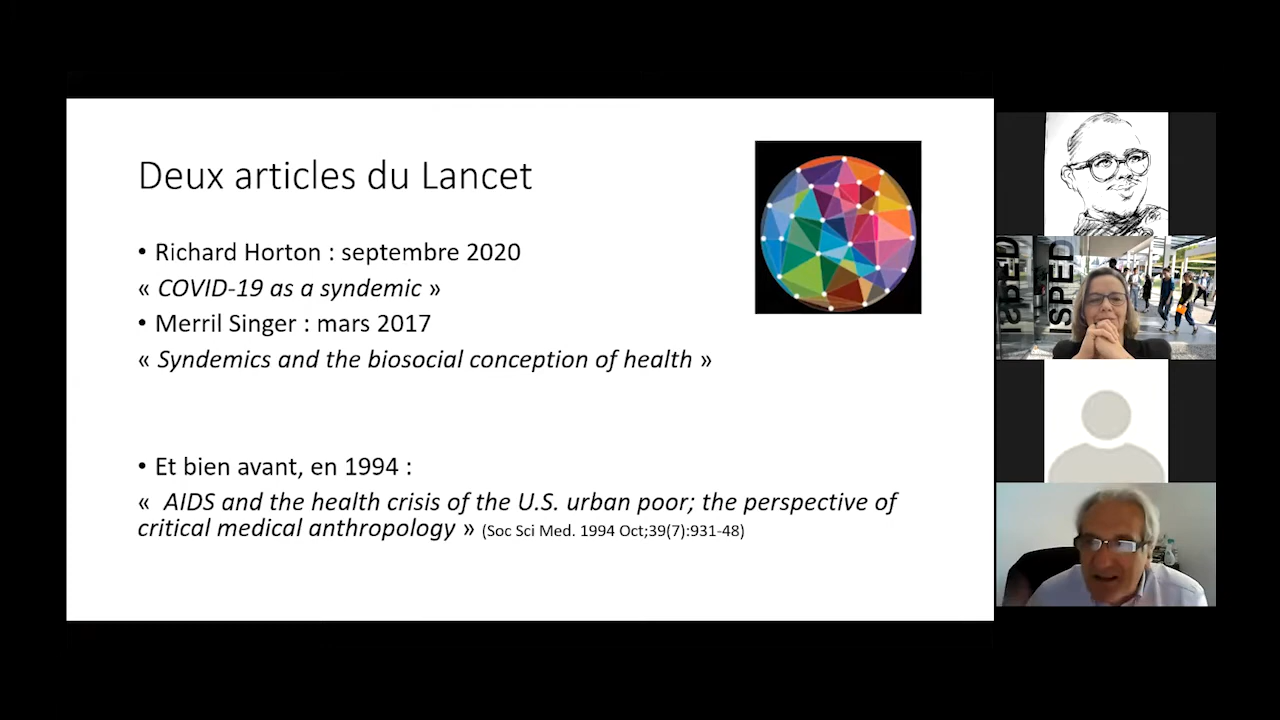 Deux articles du Lancet
• Richard Horton : septembre 2020
« COVID-19 as a syndemic »
• Merril Singer : mars 2017
« Syndemics and the biosocial conception of health »
• Et bien avant, en 1994 :
« AIDS and the health crisis of the U.S. urban poor; the perspective of
critical medical anthropology » (Soc Sci Med. 1994 Oct;39(7):931-48)
ISPED
ISPED